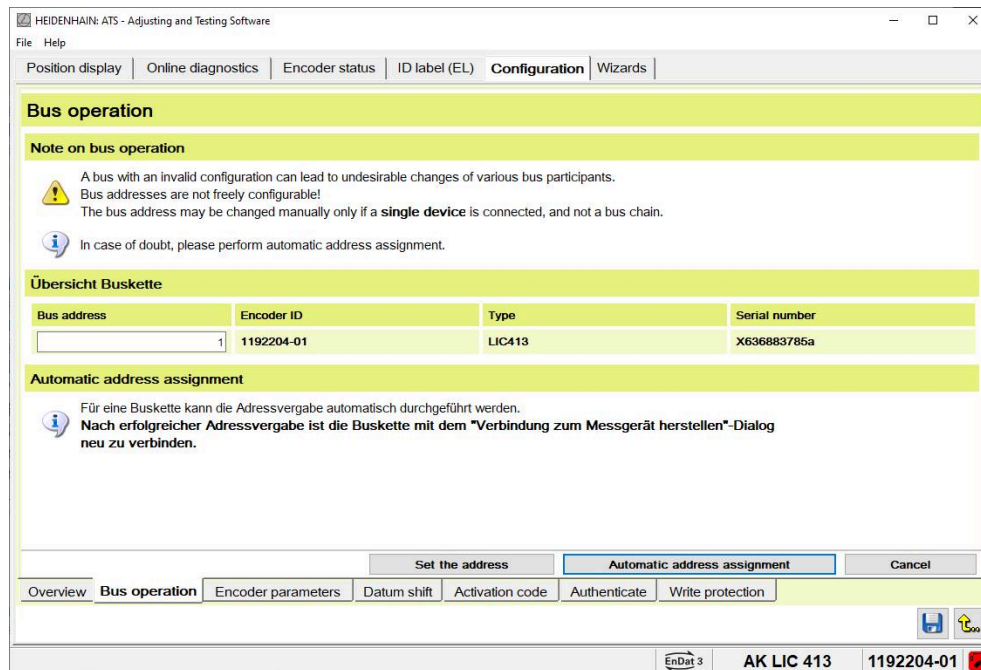 HEIDENHAIN: ATS - Adjusting and Testing Software
File Help
Position display Online diagnostics Encoder status ID label (EL) Configuration Wizards
Bus operation
Note on bus operation
A bus with an invalid configuration can lead to undesirable changes of various bus participants.
Bus addresses are not freely configurable!
The bus address may be changed manually only if a single device is connected, and not a bus chain.
In case of doubt, please perform automatic address assignment.
Übersicht Buskette
Bus address Encoder ID Type Serial number
1 1192204-01 LIC413 X636883785a
Automatic address assignment
Für eine Buskette kann die Adressvergabe automatisch durchgeführt werden.
Nach erfolgreicher Adressvergabe ist die Buskette mit dem "Verbindung zum Messgerät herstellen"-Dialog
neu zu verbinden.
Set the address Automatic address assignment Cancel
Overview Bus operation Encoder parameters Datum shift Activation code Authenticate Write protection
EnDat 3 AK LIC 413 1192204-01